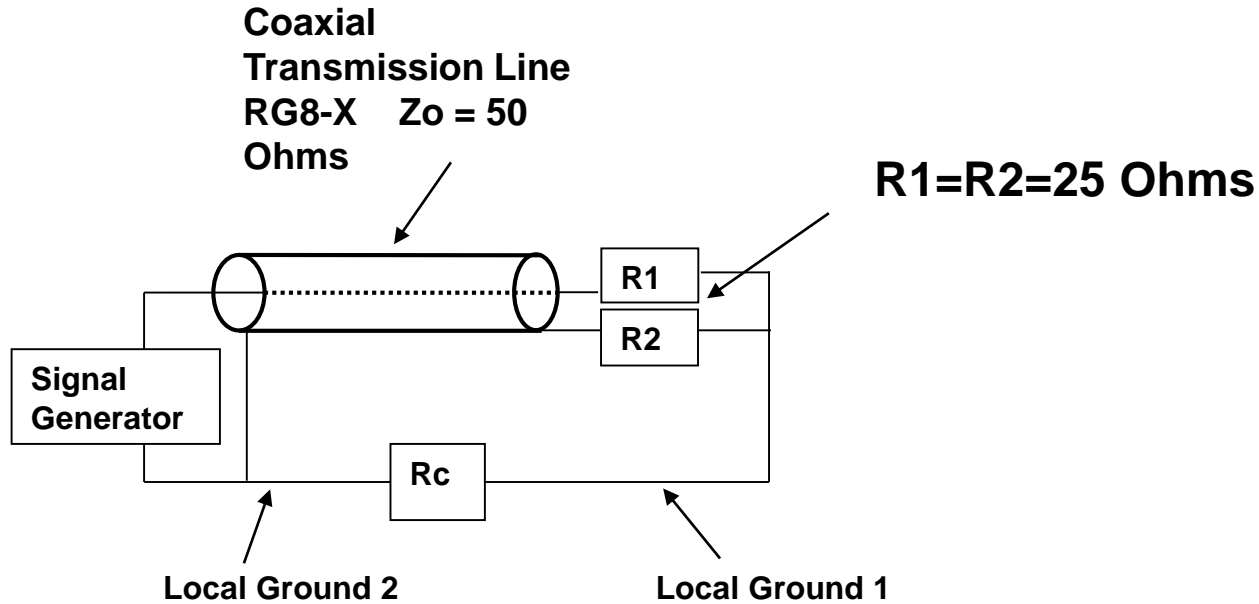 Coaxial
Transmission Line
RG8-X Zo = 50
Ohms
R1=R2=25 Ohms
R1
R2
Signal
Generator
Rc
Local Ground 2
Local Ground 1